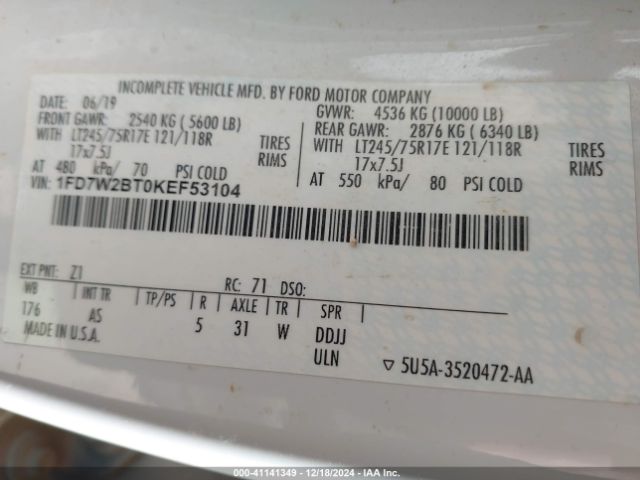 INCOMPLETE VEHICLE MFD. BY FORD MOTOR COMPANY
DATE: 06/19
GVWR: 4536 KG (10000 LB)
FRONT GAWR: 2540 KG ( 5600 LB)
REAR GAWR: 2876 KG ( 6340 LB)
WITH LT245/75R17E 121/118R TIRES
WITH LT245/75R17E 121/118R TIRES
17x7.5J RIMS
17x7.5J RIMS
AT 480 kPa/ 70 PSI COLD
AT 550 kPa/ 80 PSI COLD
VIN: 1FD7W2BT0KEF53104
EXT PNT: Z1 RC: 71 DSO:
WB INT TR TP/PS R AXLE TR SPR
176 AS 5 31 W DDJJ
MADE IN U.S.A. ULN
▽ 5U5A-3520472-AA
© COPART 00 - 41141349 - 12/18/2024 - IAA Inc.